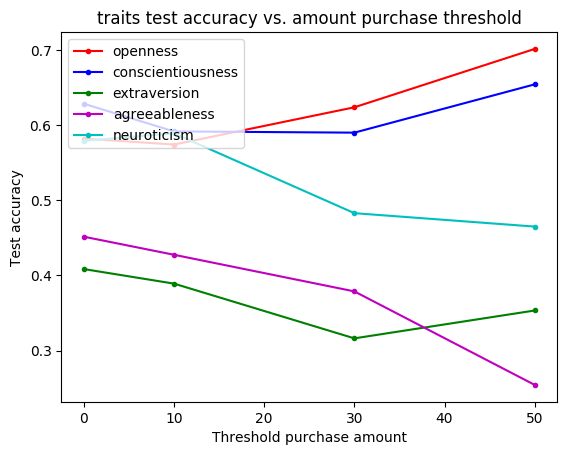 traits test accuracy vs. amount purchase threshold
openness
conscientiousness
extraversion
agreeableness
neuroticism
Test accuracy
0.7
0.6
0.5
0.4
0.3
0 10 20 30 40 50
Threshold purchase amount